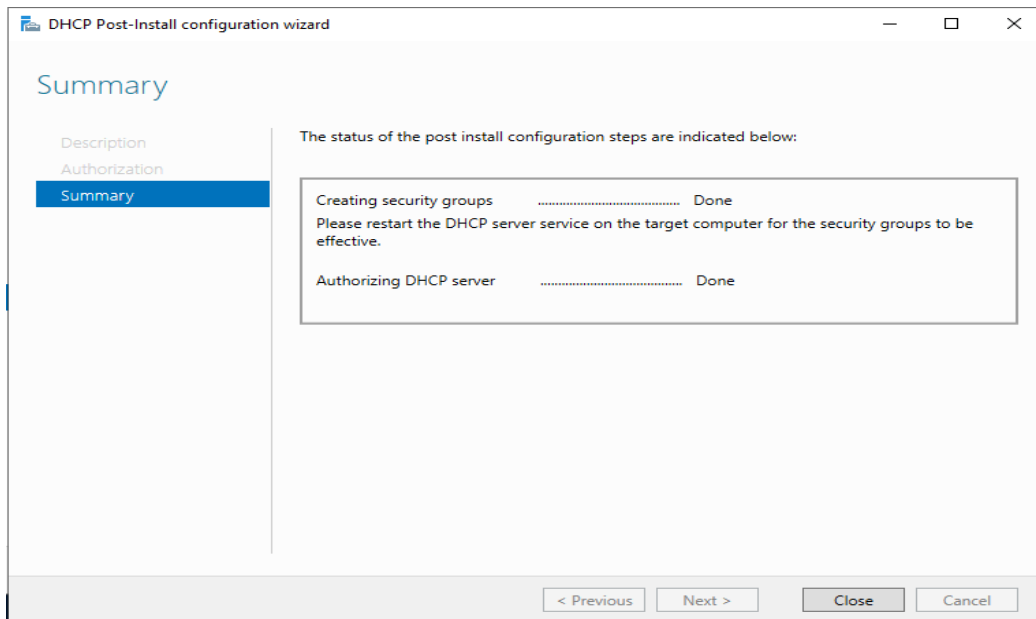 DHCP Post-Install configuration wizard
Summary
Description
Authorization
Summary
The status of the post install configuration steps are indicated below:
Creating security groups ........................................ Done
Please restart the DHCP server service on the target computer for the security groups to be
effective.
Authorizing DHCP server ........................................ Done
< Previous
Next >
Close
Cancel